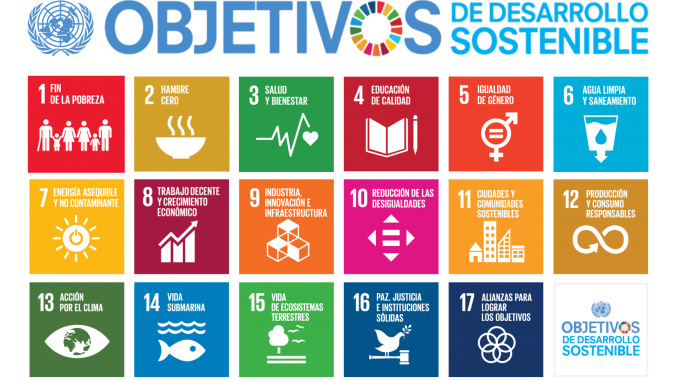 OBJETIVOS
DE DESARROLLO
SOSTENIBLE
1 FIN
DE LA POBREZA
2 HAMBRE
CERO
3 SALUD
Y BIENESTAR
4 EDUCACIÓN
DE CALIDAD
5 IGUALDAD
DE GÉNERO
6 AGUA LIMPIA
Y SANEAMIENTO
7 ENERGÍA ASEQUIBLE
Y NO CONTAMINANTE
8 TRABAJO DECENTE
Y CRECIMIENTO
ECONÓMICO
9 INDUSTRIA,
INNOVACIÓN E
INFRAESTRUCTURA
10 REDUCCIÓN DE LAS
DESIGUALDADES
11 CIUDADES Y
COMUNIDADES
SOSTENIBLES
12 PRODUCCIÓN
Y CONSUMO
RESPONSABLES
13 ACCIÓN
POR EL CLIMA
14 VIDA
SUBMARINA
15 VIDA
DE ECOSISTEMAS
TERRESTRES
16 PAZ, JUSTICIA
E INSTITUCIONES
SÓLIDAS
17 ALIANZAS PARA
LOGRAR
LOS OBJETIVOS
OBJETIVOS
DE DESARROLLO
SOSTENIBLE